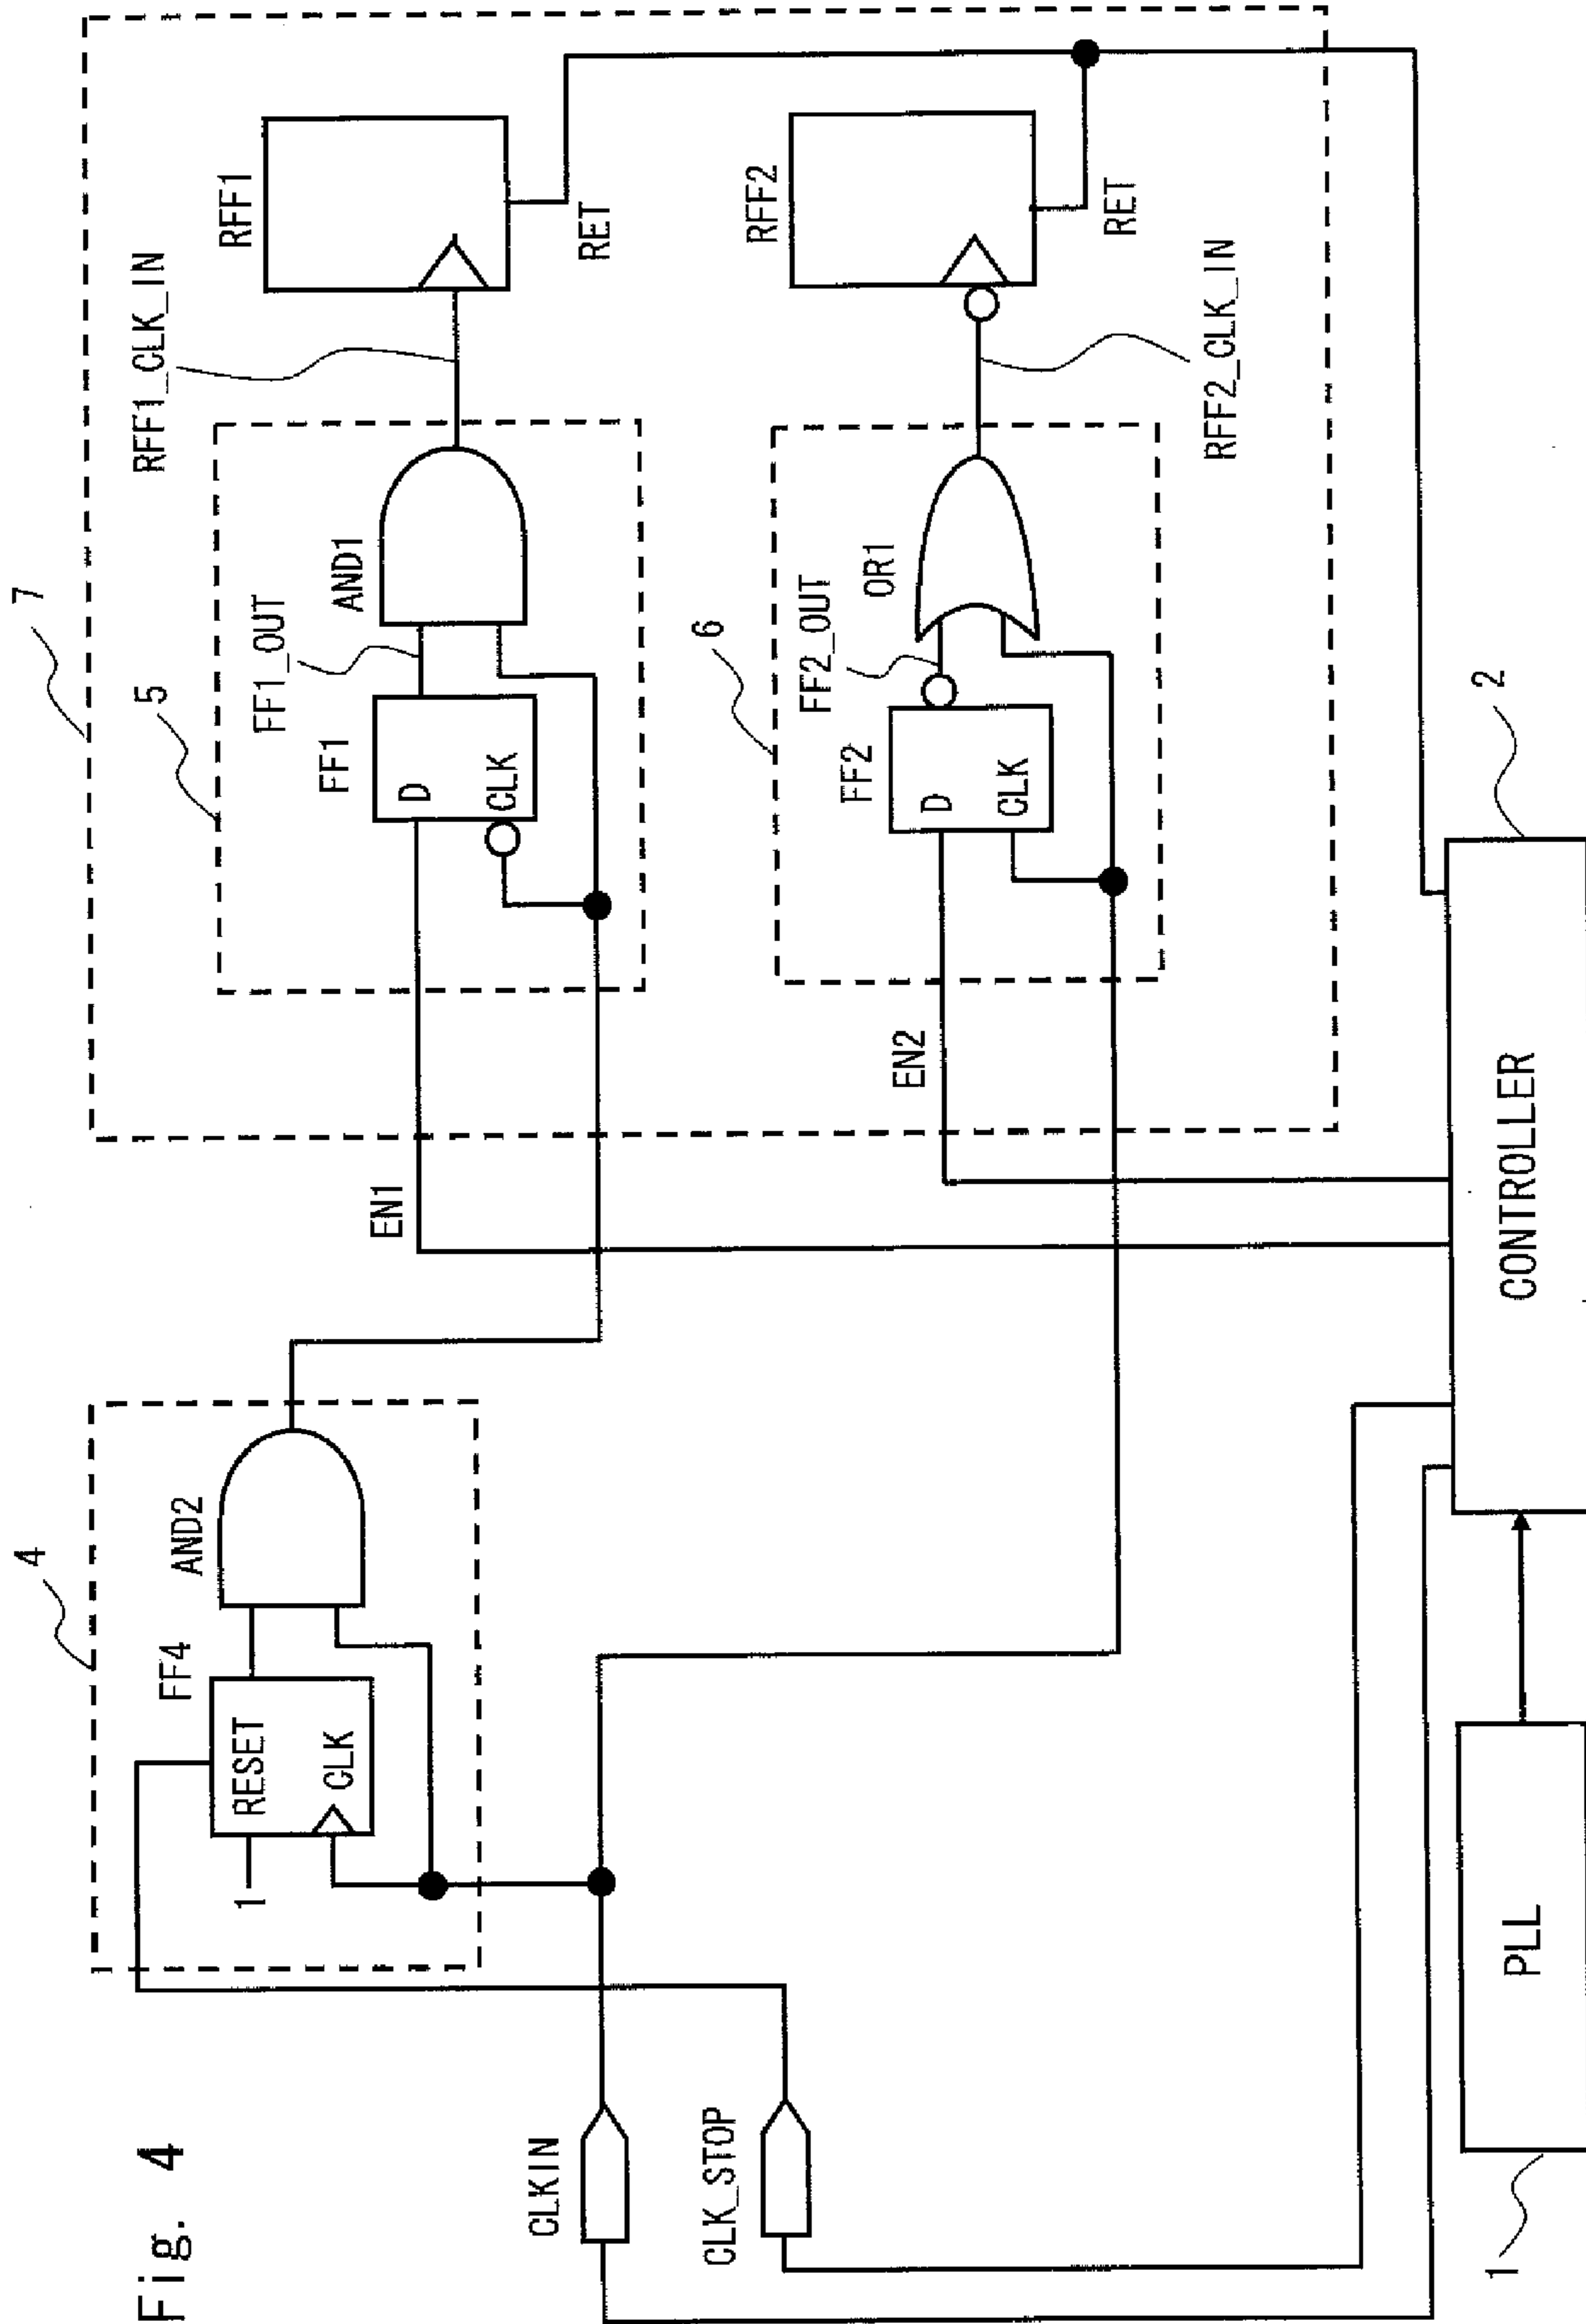 Fig. 4
7
4
5
RFF1_CLK_IN
RFF1
FF4
AND2
RESET
CLK
1
EN1
FF1_OUT
FF1
AND1
D
CLK
RET
CLKIN
6
FF2_OUT
RFF2
CLK_STOP
EN2
FF2
OR1
D
CLK
RET
RFF2_CLK_IN
1
PLL
CONTROLLER
2